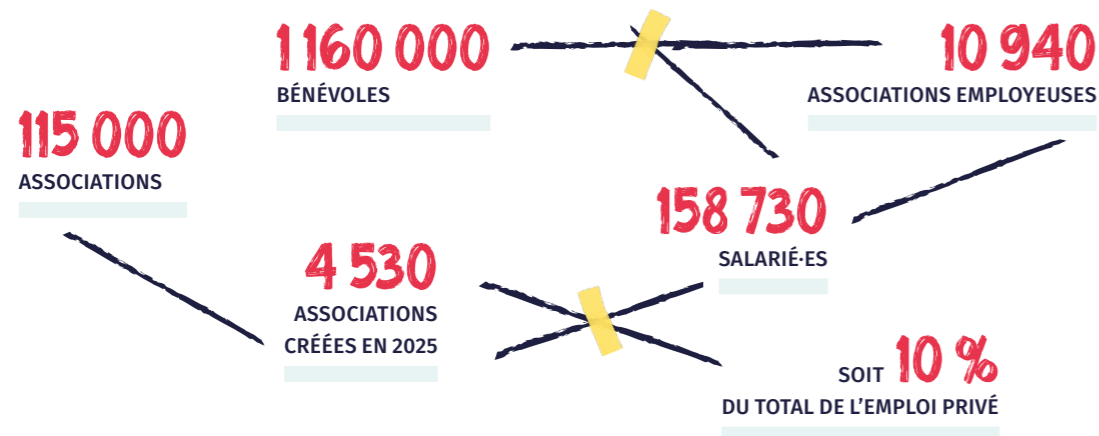 1 160 000
BÉNÉVOLES
10 940
ASSOCIATIONS EMPLOYEUSES
115 000
ASSOCIATIONS
158 730
SALARIÉ·ES
4 530
ASSOCIATIONS
CRÉÉES EN 2025
SOIT 10 %
DU TOTAL DE L’EMPLOI PRIVÉ